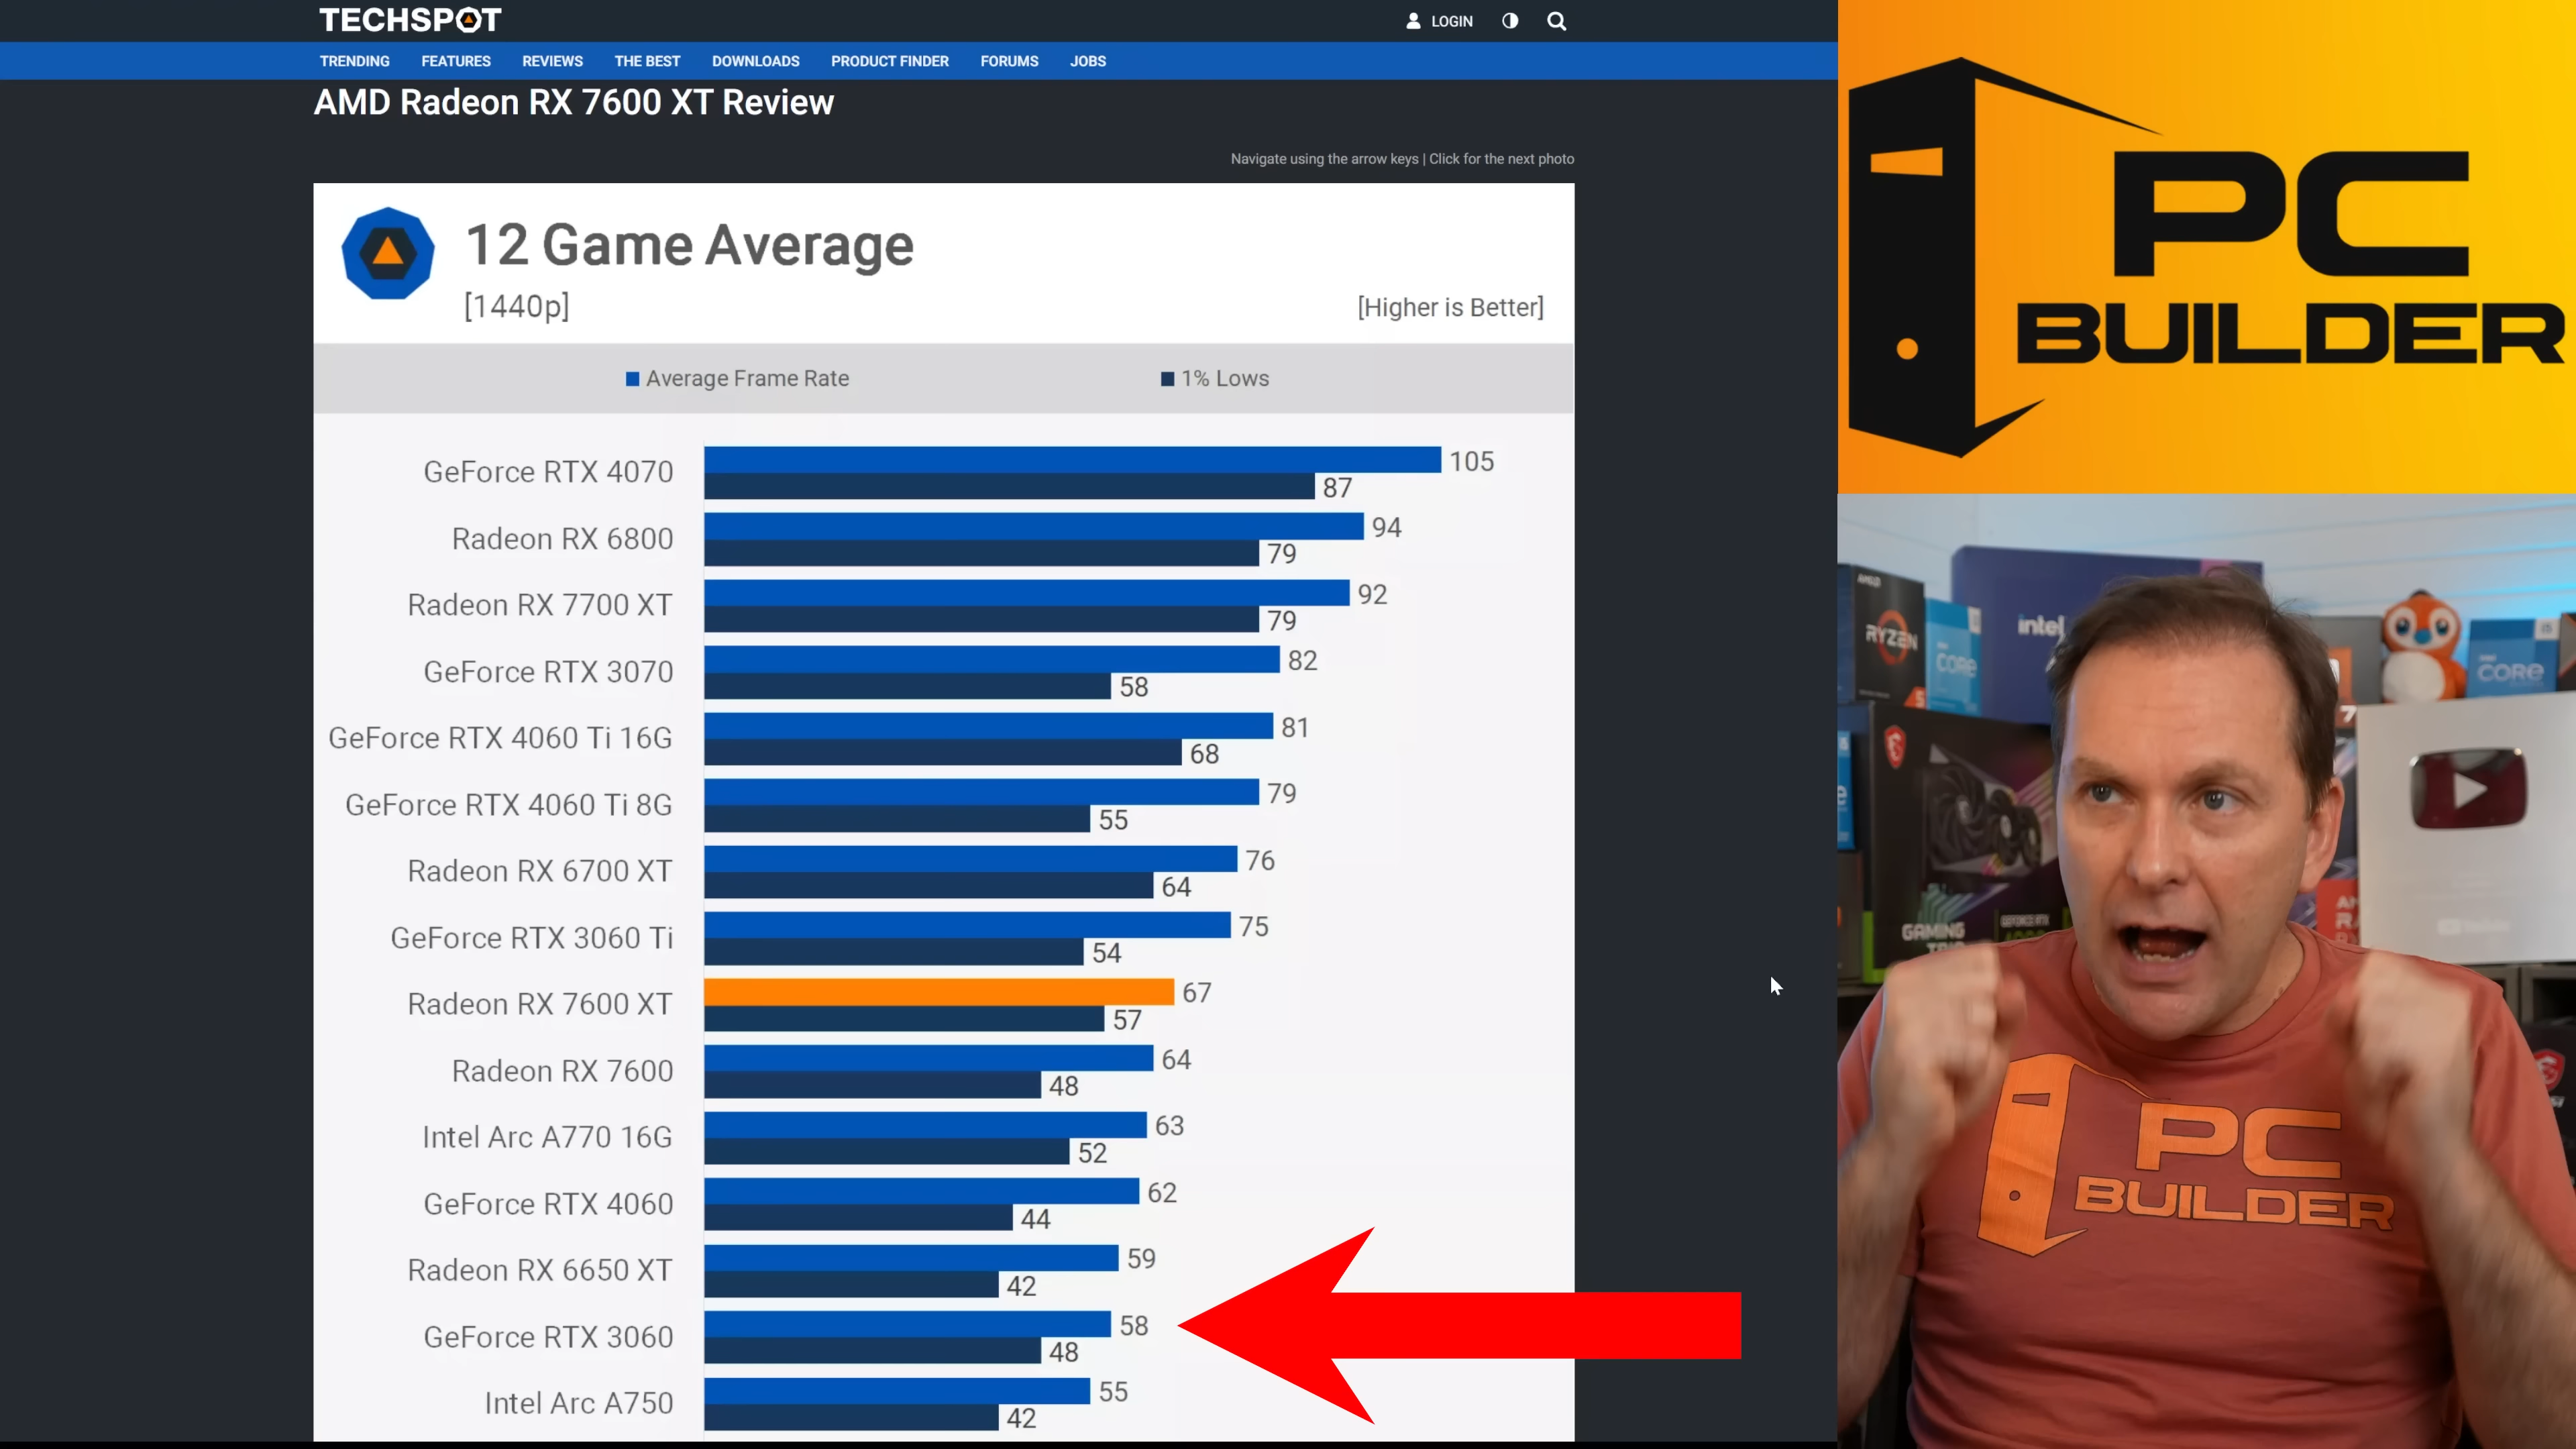 TECHSPOT
LOGIN
TRENDING FEATURES REVIEWS THE BEST DOWNLOADS PRODUCT FINDER FORUMS JOBS
AMD Radeon RX 7600 XT Review
Navigate using the arrow keys | Click for the next photo
12 Game Average
[1440p]
[Higher is Better]
Average Frame Rate
1% Lows
GeForce RTX 4070 105
87
Radeon RX 6800 94
79
Radeon RX 7700 XT 92
79
GeForce RTX 3070 82
58
GeForce RTX 4060 Ti 16G 81
68
GeForce RTX 4060 Ti 8G 79
55
Radeon RX 6700 XT 76
64
GeForce RTX 3060 Ti 75
54
Radeon RX 7600 XT 67
57
Radeon RX 7600 64
48
Intel Arc A770 16G 63
52
GeForce RTX 4060 62
44
Radeon RX 6650 XT 59
42
GeForce RTX 3060 58
48
Intel Arc A750 55
42
PC
BUILDER
AMD
RYZEN
CORE
intel
i5
CORE
7
GAMING
PC
BUILDER